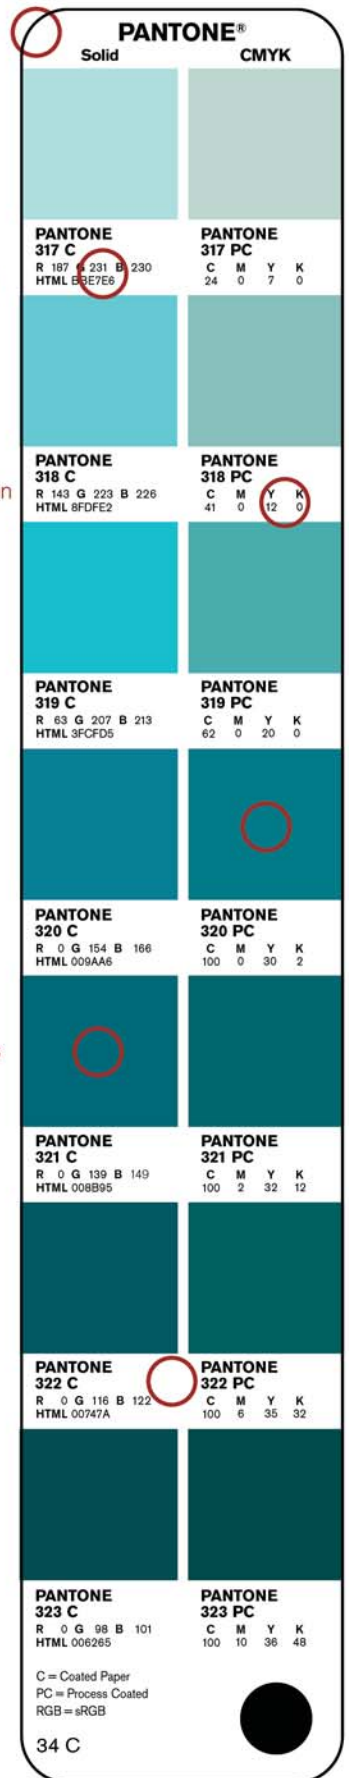 PANTONE®
Solid CMYK
PANTONE PANTONE
317 C 317 PC
R 187 G 231 B 230 C M Y K
HTML BBE7E6 24 0 7 0
PANTONE PANTONE
318 C 318 PC
R 143 G 223 B 226 C M Y K
HTML 8FDFE2 41 0 12 0
n
PANTONE PANTONE
319 C 319 PC
R 63 G 207 B 213 C M Y K
HTML 3FCFD5 62 0 20 0
PANTONE PANTONE
320 C 320 PC
R 0 G 154 B 166 C M Y K
HTML 009AA6 100 0 30 2
PANTONE PANTONE
321 C 321 PC
R 0 G 139 B 149 C M Y K
HTML 008B95 100 2 32 12
PANTONE PANTONE
322 C 322 PC
R 0 G 116 B 122 C M Y K
HTML 00747A 100 6 35 32
PANTONE PANTONE
323 C 323 PC
R 0 G 98 B 101 C M Y K
HTML 006265 100 10 36 48
C = Coated Paper
PC = Process Coated
RGB = sRGB
34 C